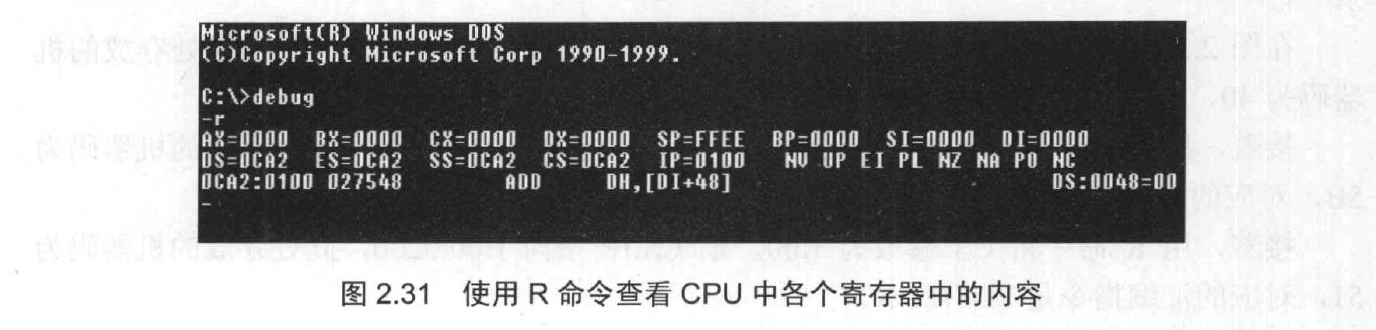 Microsoft(R) Windows DOS
(C)Copyright Microsoft Corp 1990-1999.
C:\>debug
-r
AX=0000 BX=0000 CX=0000 DX=0000 SP=FFEE BP=0000 SI=0000 DI=0000
DS=0CA2 ES=0CA2 SS=0CA2 CS=0CA2 IP=0100 NV UP EI PL NZ NA PO NC
0CA2:0100 027548 ADD DH,[DI+48] DS:0048=00
-
图 2.31 使用 R 命令查看 CPU 中各个寄存器中的内容